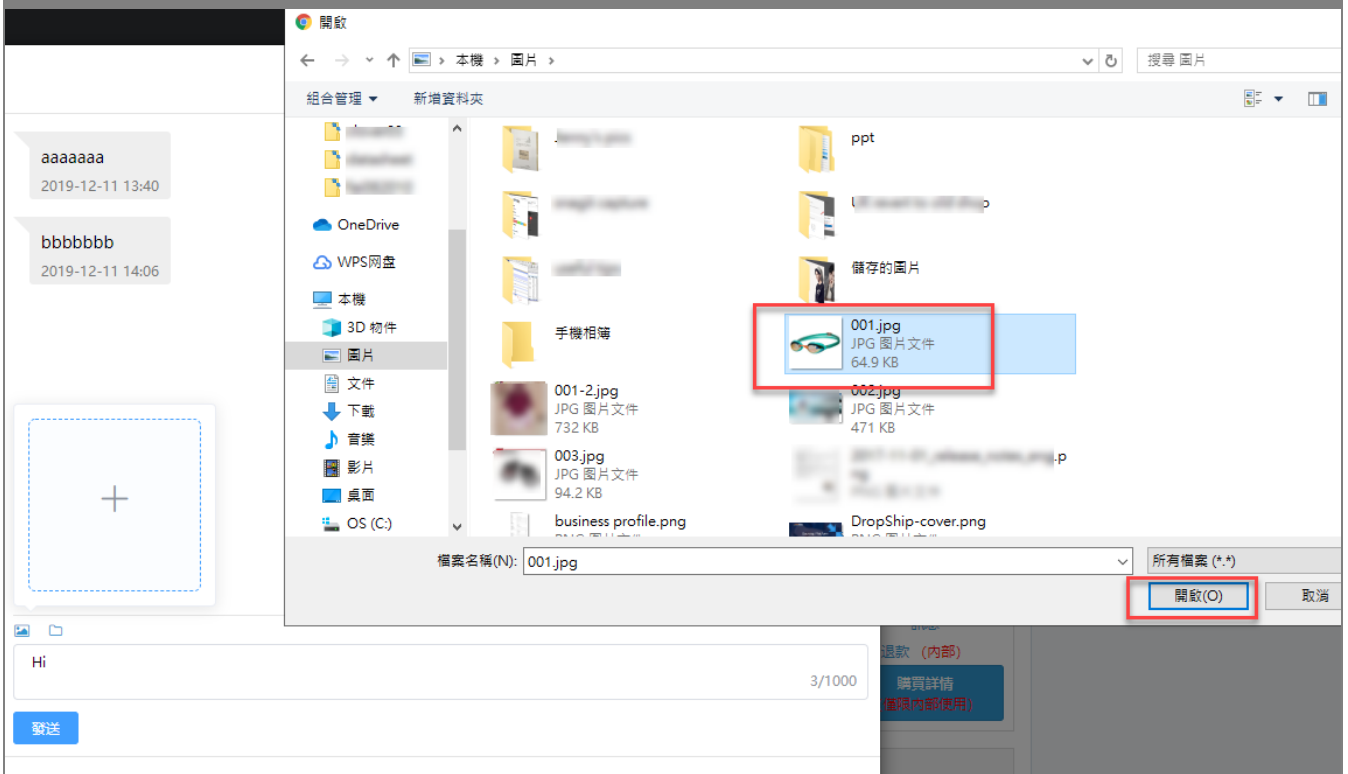 開啟
本機
圖片
搜尋 圖片
組合管理
新增資料夾
aaaaaaa
2019-12-11 13:40
bbbbbbb
2019-12-11 14:06
OneDrive
WPS网盘
本機
3D 物件
圖片
文件
下載
音樂
影片
桌面
OS (C:)
ppt
儲存的圖片
手機相簿
001.jpg
JPG 图片文件
64.9 KB
001-2.jpg
JPG 图片文件
732 KB
002.jpg
JPG 图片文件
471 KB
003.jpg
JPG 图片文件
94.2 KB
business profile.png
DropShip-cover.png
檔案名稱(N):
001.jpg
所有檔案 (*.*)
開啟(O)
取消
Hi
3/1000
發送
退款 (內部)
購買詳情
(僅限內部使用)